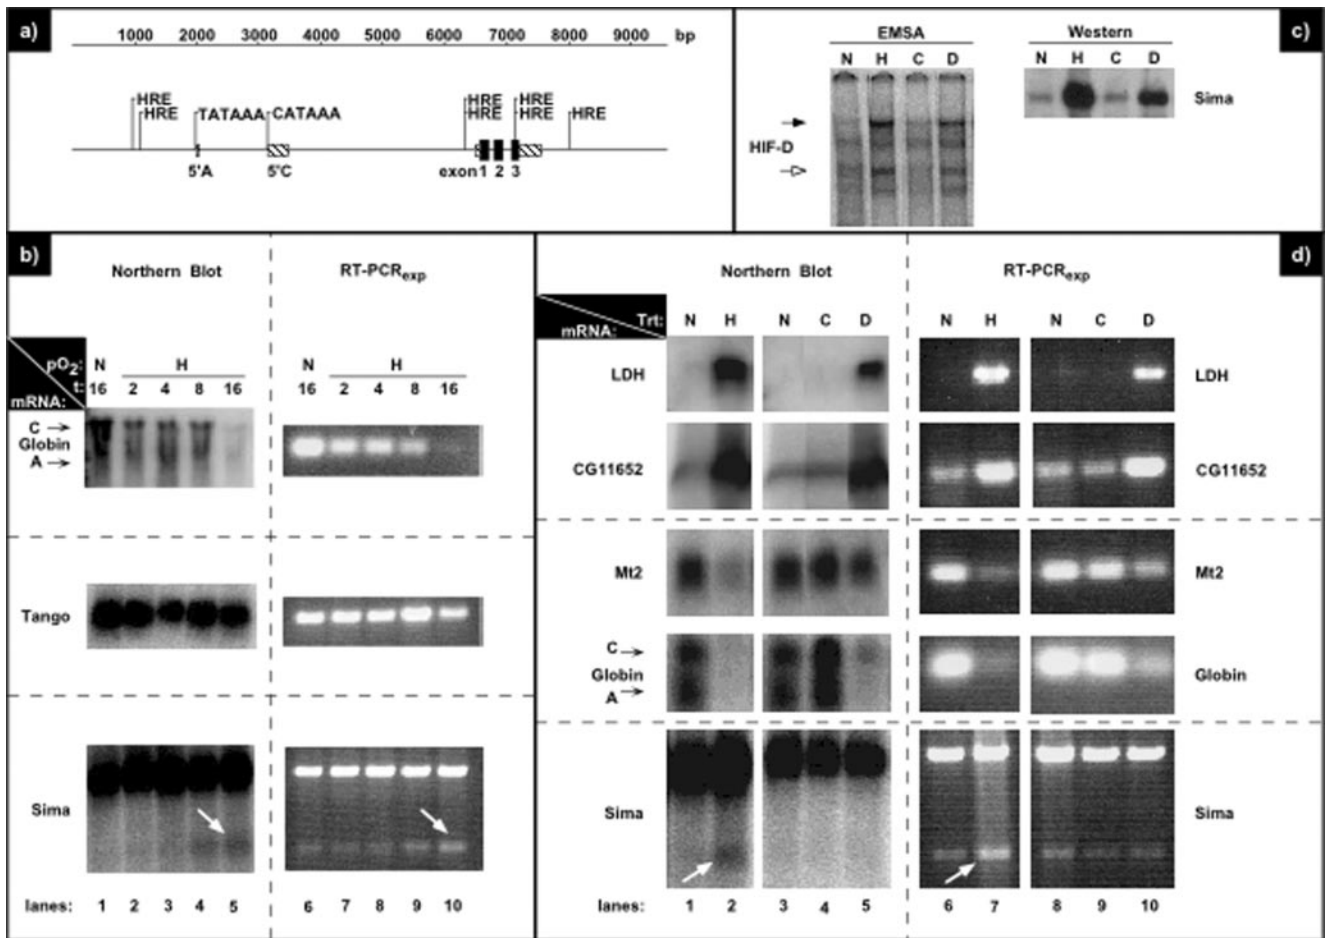 a)
1000 2000 3000 4000 5000 6000 7000 8000 9000 bp
HRE HRE HRE
HRE TATAAA CATAAA HRE HRE HRE
5'A 5'C exon 1 2 3
c)
EMSA Western
N H C D N H C D
Sima
HIF-D
b)
Northern Blot RT-PCRexp
pO2: N H N H
t: 16 2 4 8 16 16 2 4 8 16
mRNA:
C
Globin
A
Tango
Sima
lanes: 1 2 3 4 5 6 7 8 9 10
d)
Northern Blot RT-PCRexp
Trt: N H N C D N H N C D
mRNA:
LDH LDH
CG11652 CG11652
Mt2 Mt2
C
Globin Globin
A
Sima Sima
lanes: 1 2 3 4 5 6 7 8 9 10